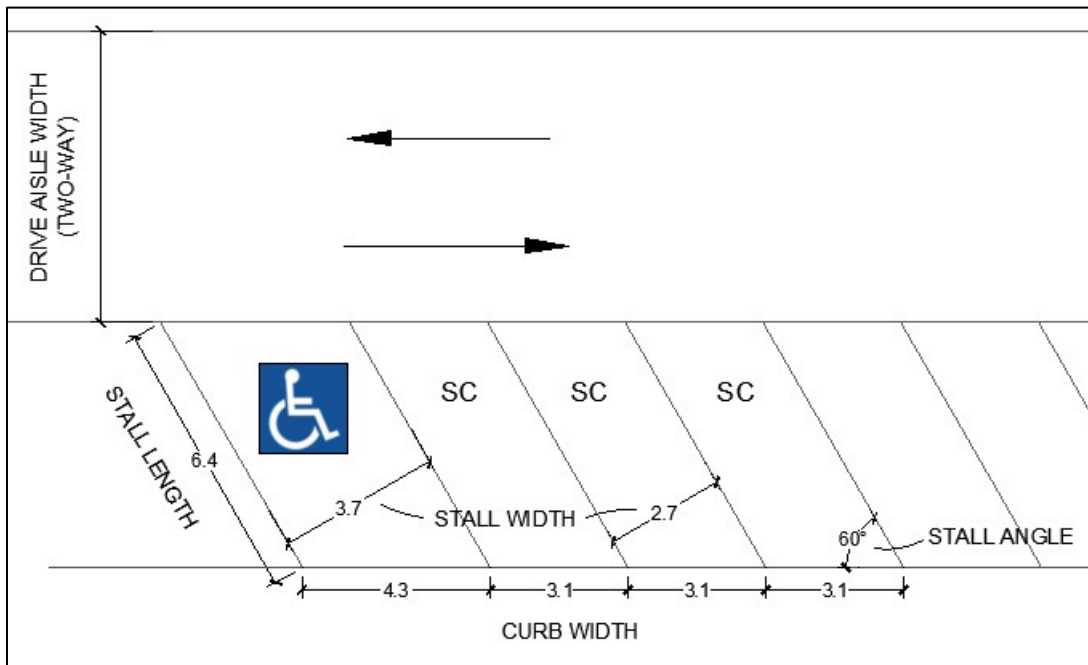 DRIVE AISLE WIDTH
(TWO-WAY)
SC
SC
SC
STALL LENGTH
6.4
3.7
STALL WIDTH
2.7
60°
STALL ANGLE
4.3
3.1
3.1
3.1
CURB WIDTH